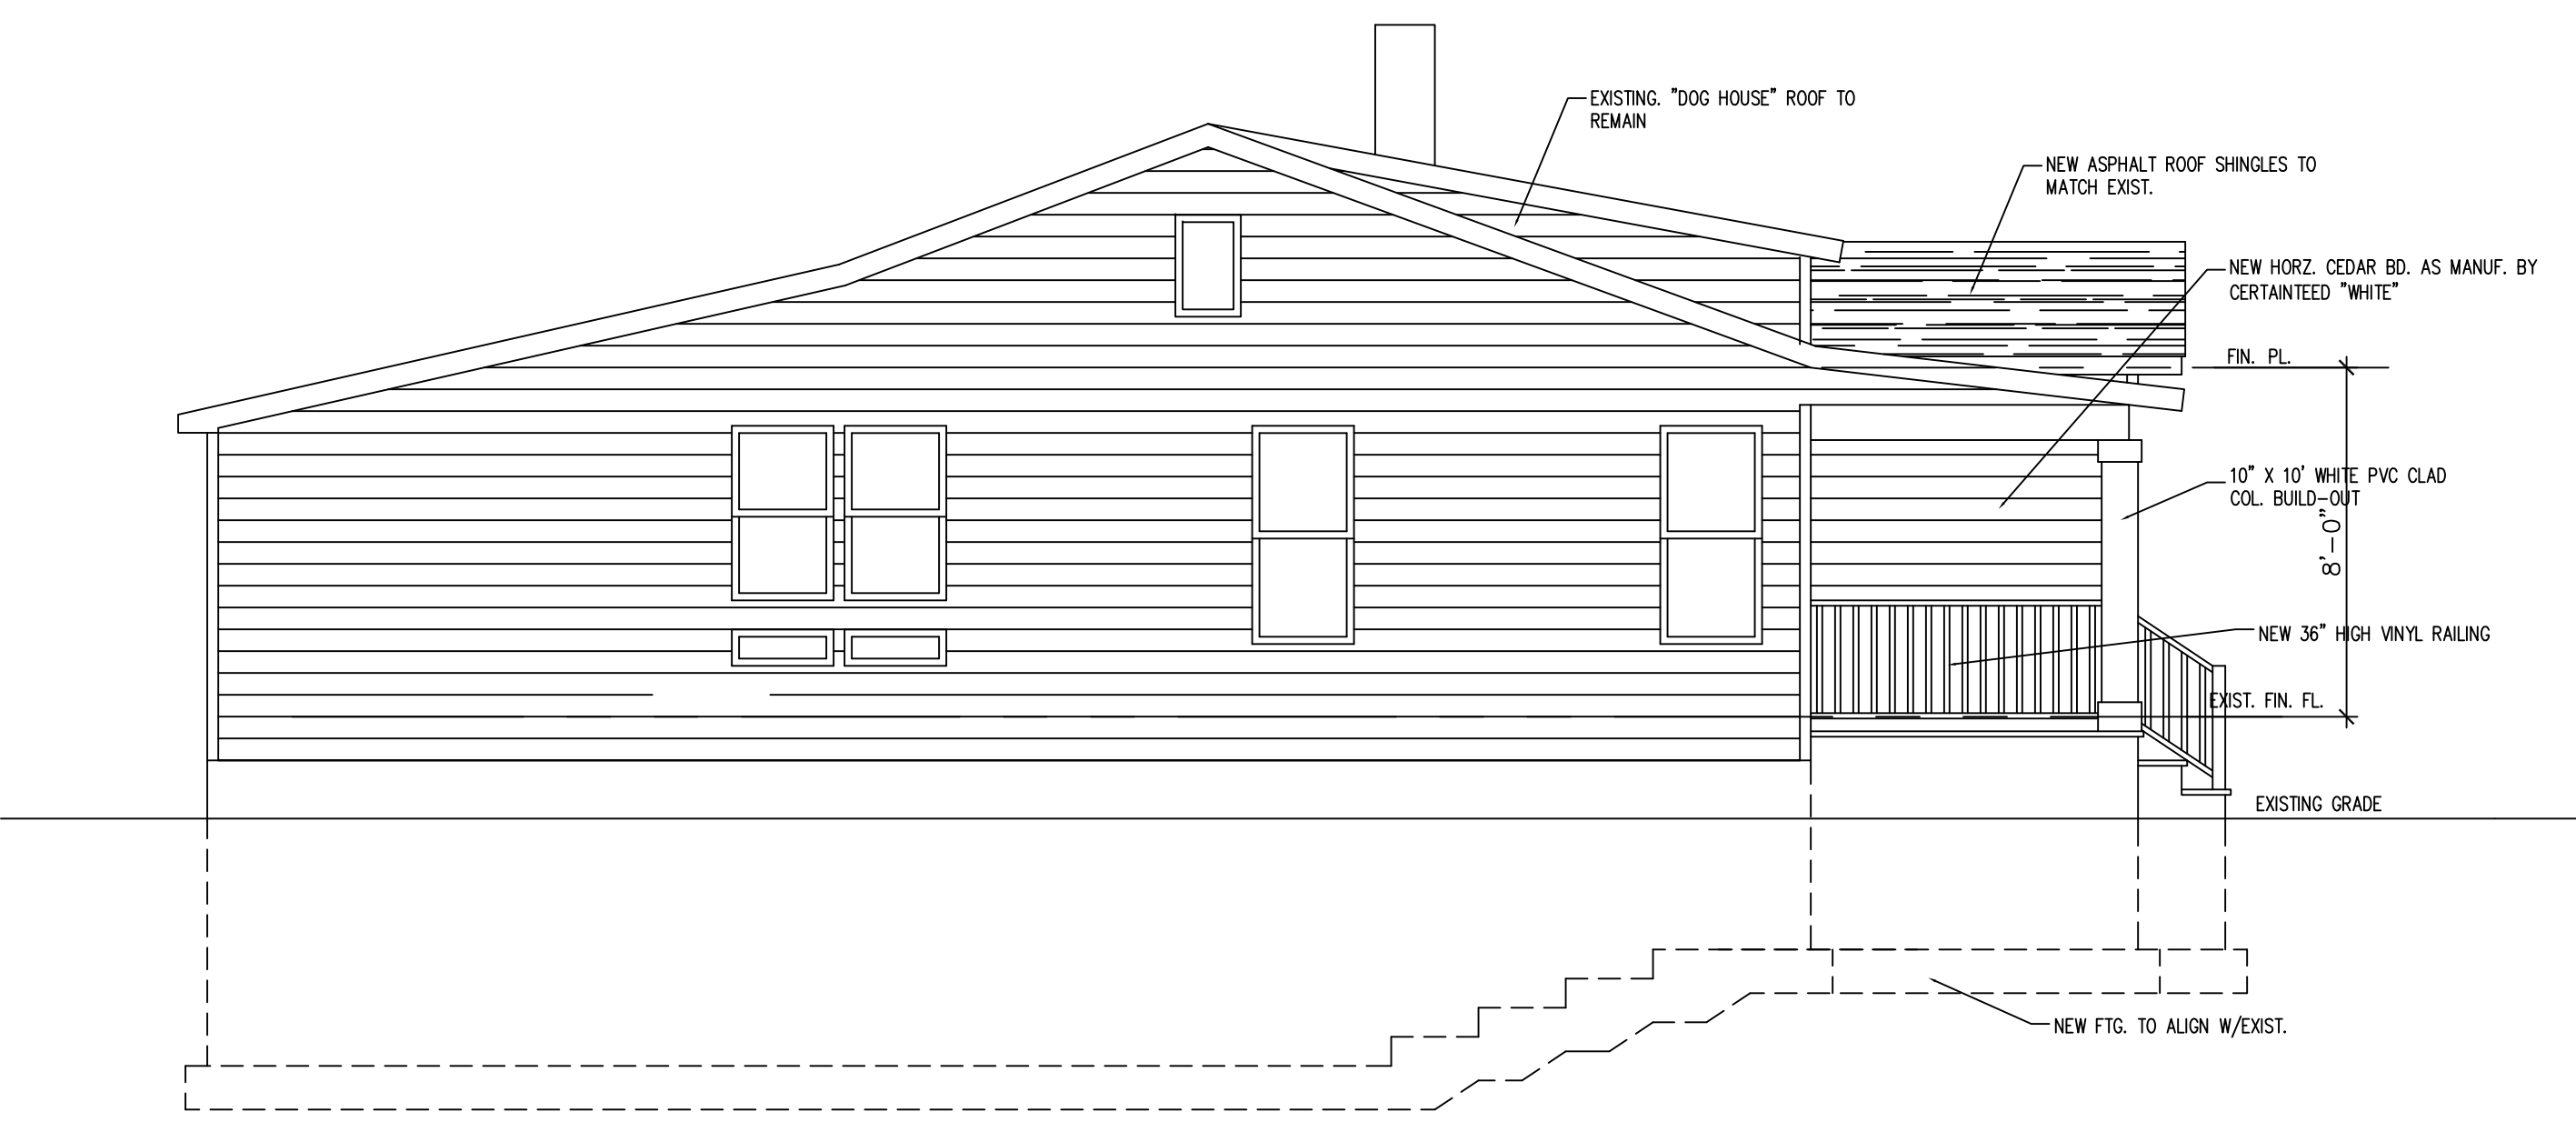 EXISTING. "DOG HOUSE" ROOF TO
REMAIN
NEW ASPHALT ROOF SHINGLES TO
MATCH EXIST.
NEW HORZ. CEDAR BD. AS MANUF. BY
CERTAINTEED "WHITE"
FIN. PL.
10" X 10' WHITE PVC CLAD
COL. BUILD-OUT
8'-0"
NEW 36" HIGH VINYL RAILING
EXIST. FIN. FL.
EXISTING GRADE
NEW FTG. TO ALIGN W/EXIST.